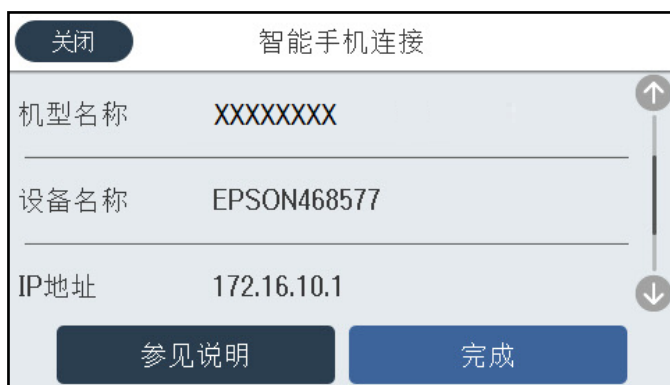 关闭 智能手机连接
机型名称 XXXXXXXX
设备名称 EPSON468577
IP地址 172.16.10.1
参见说明 完成